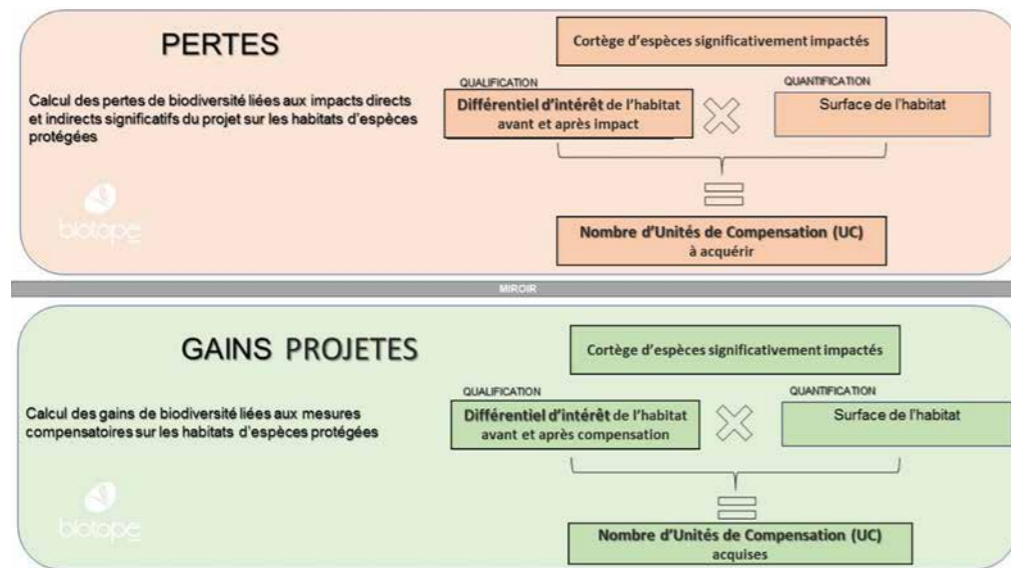 PERTES
Cortège d'espèces significativement impactés
QUALIFICATION
QUANTIFICATION
Calcul des pertes de biodiversité liées aux impacts directs
et indirects significatifs du projet sur les habitats d'espèces
protégées
Différentiel d'intérêt de l'habitat
avant et après impact
Surface de l'habitat
biotope
Nombre d'Unités de Compensation (UC)
à acquérir
MIROIR
GAINS PROJETES
Cortège d'espèces significativement impactés
QUALIFICATION
QUANTIFICATION
Calcul des gains de biodiversité liées aux mesures
compensatoires sur les habitats d'espèces protégées
Différentiel d'intérêt de l'habitat
avant et après compensation
Surface de l'habitat
biotope
Nombre d'Unités de Compensation (UC)
acquises